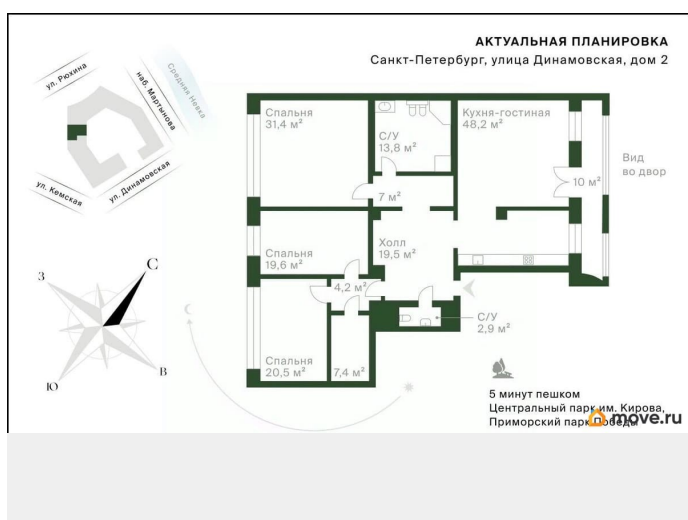 АКТУАЛЬНАЯ ПЛАНИРОВКА
Санкт-Петербург, улица Динамовская, дом 2
ул. Рюхина
наб. Мартынова
Средняя Невка
ул. Кемская
ул. Динамовская
Спальня
31,4 м²
С/У
13,8 м²
Кухня-гостиная
48,2 м²
Вид
во двор
10 м²
7 м²
Спальня
19,6 м²
Холл
19,5 м²
4,2 м²
С/У
2,9 м²
Спальня
20,5 м²
7,4 м²
З
С
Ю
В
5 минут пешком
Центральный парк им. Кирова,
Приморский парк Победы
move.ru